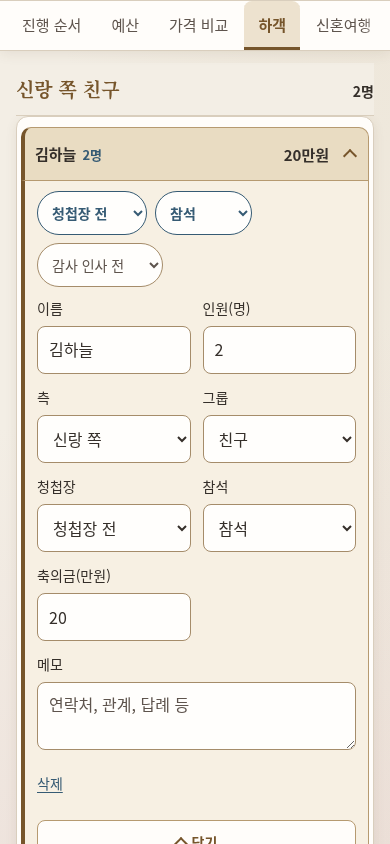 진행 순서 예산 가격 비교 하객 신혼여행
신랑 쪽 친구 2명
김하늘 2명 20만원
청첩장 전 참석
감사 인사 전
이름 인원(명)
김하늘 2
측 그룹
신랑 쪽 친구
청첩장 참석
청첩장 전 참석
축의금(만원)
20
메모
연락처, 관계, 답례 등
삭제
닫기